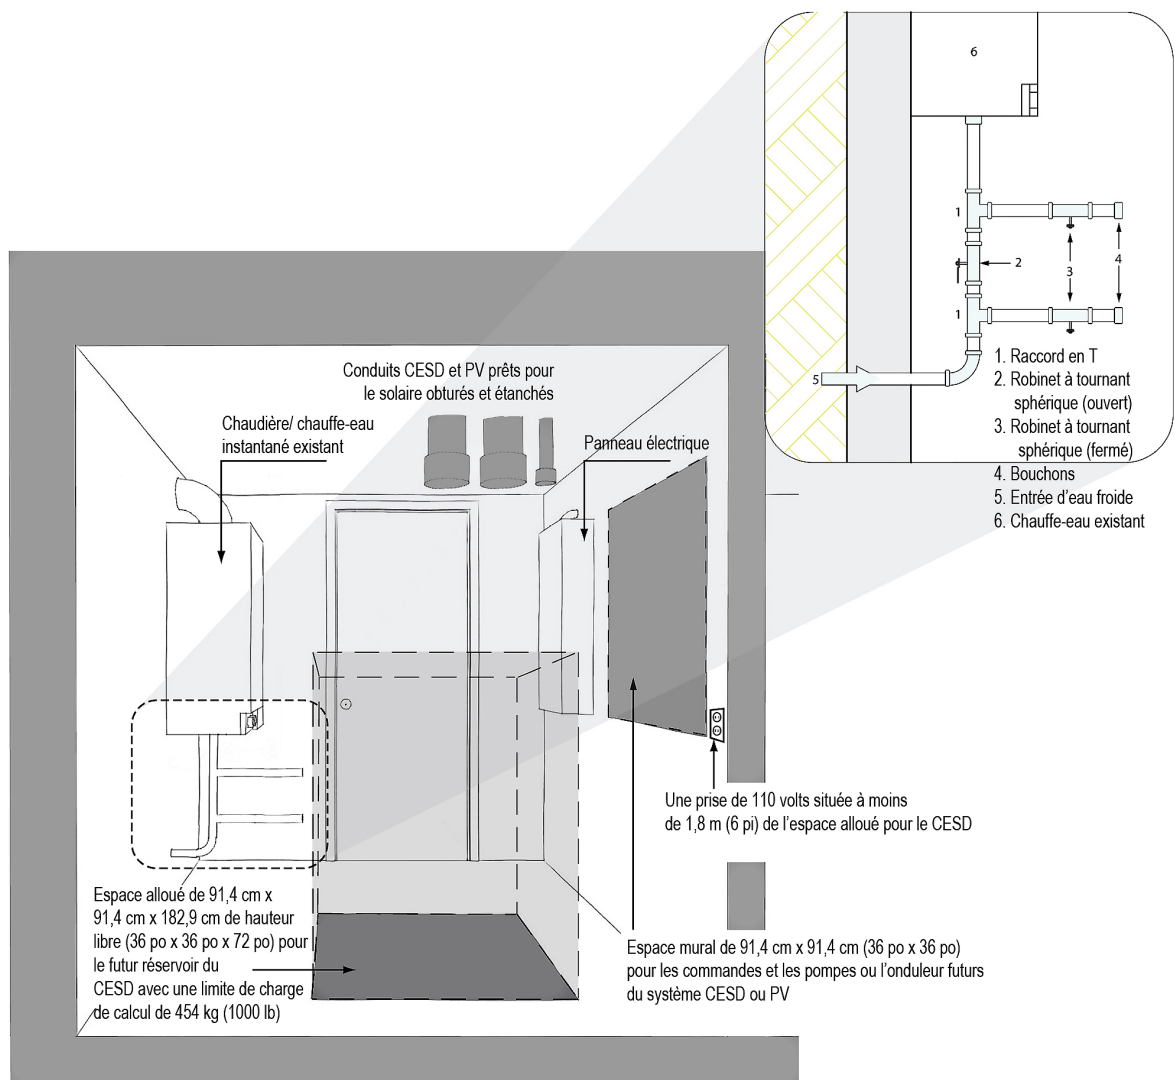 6
1
2
3
4
1
5
1. Raccord en T
2. Robinet à tournant
sphérique (ouvert)
3. Robinet à tournant
sphérique (fermé)
4. Bouchons
5. Entrée d'eau froide
6. Chauffe-eau existant
Conduits CESD et PV prêts pour
le solaire obturés et étanchés
Chaudière/ chauffe-eau
instantané existant
Panneau électrique
Une prise de 110 volts située à moins
de 1,8 m (6 pi) de l'espace alloué pour le CESD
Espace alloué de 91,4 cm x
91,4 cm x 182,9 cm de hauteur
libre (36 po x 36 po x 72 po) pour
le futur réservoir du
CESD avec une limite de charge
de calcul de 454 kg (1000 lb)
Espace mural de 91,4 cm x 91,4 cm (36 po x 36 po)
pour les commandes et les pompes ou l'onduleur futurs
du système CESD ou PV